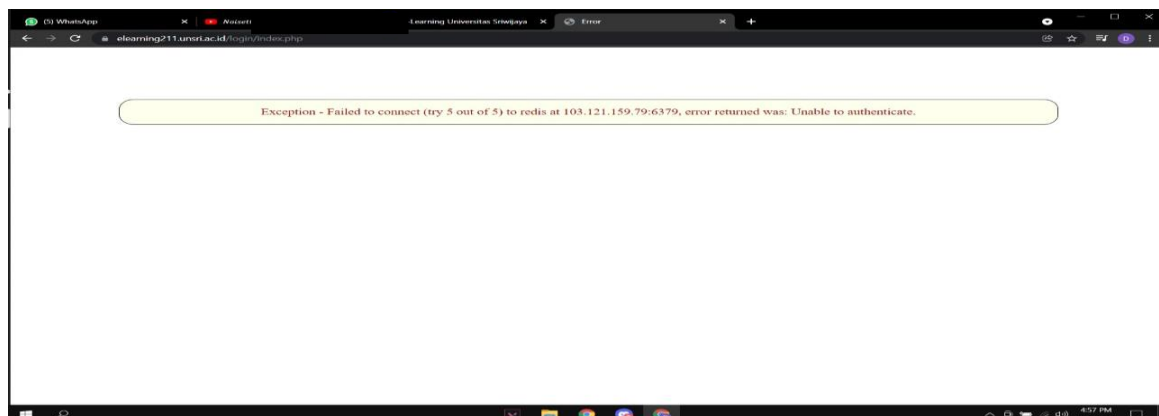 (5) WhatsApp
Noiseti
-Learning Universitas Sriwijaya
Error
elearning211.unsri.ac.id/login/index.php
D
Exception - Failed to connect (try 5 out of 5) to redis at 103.121.159.79:6379, error returned was: Unable to authenticate.
4:57 PM